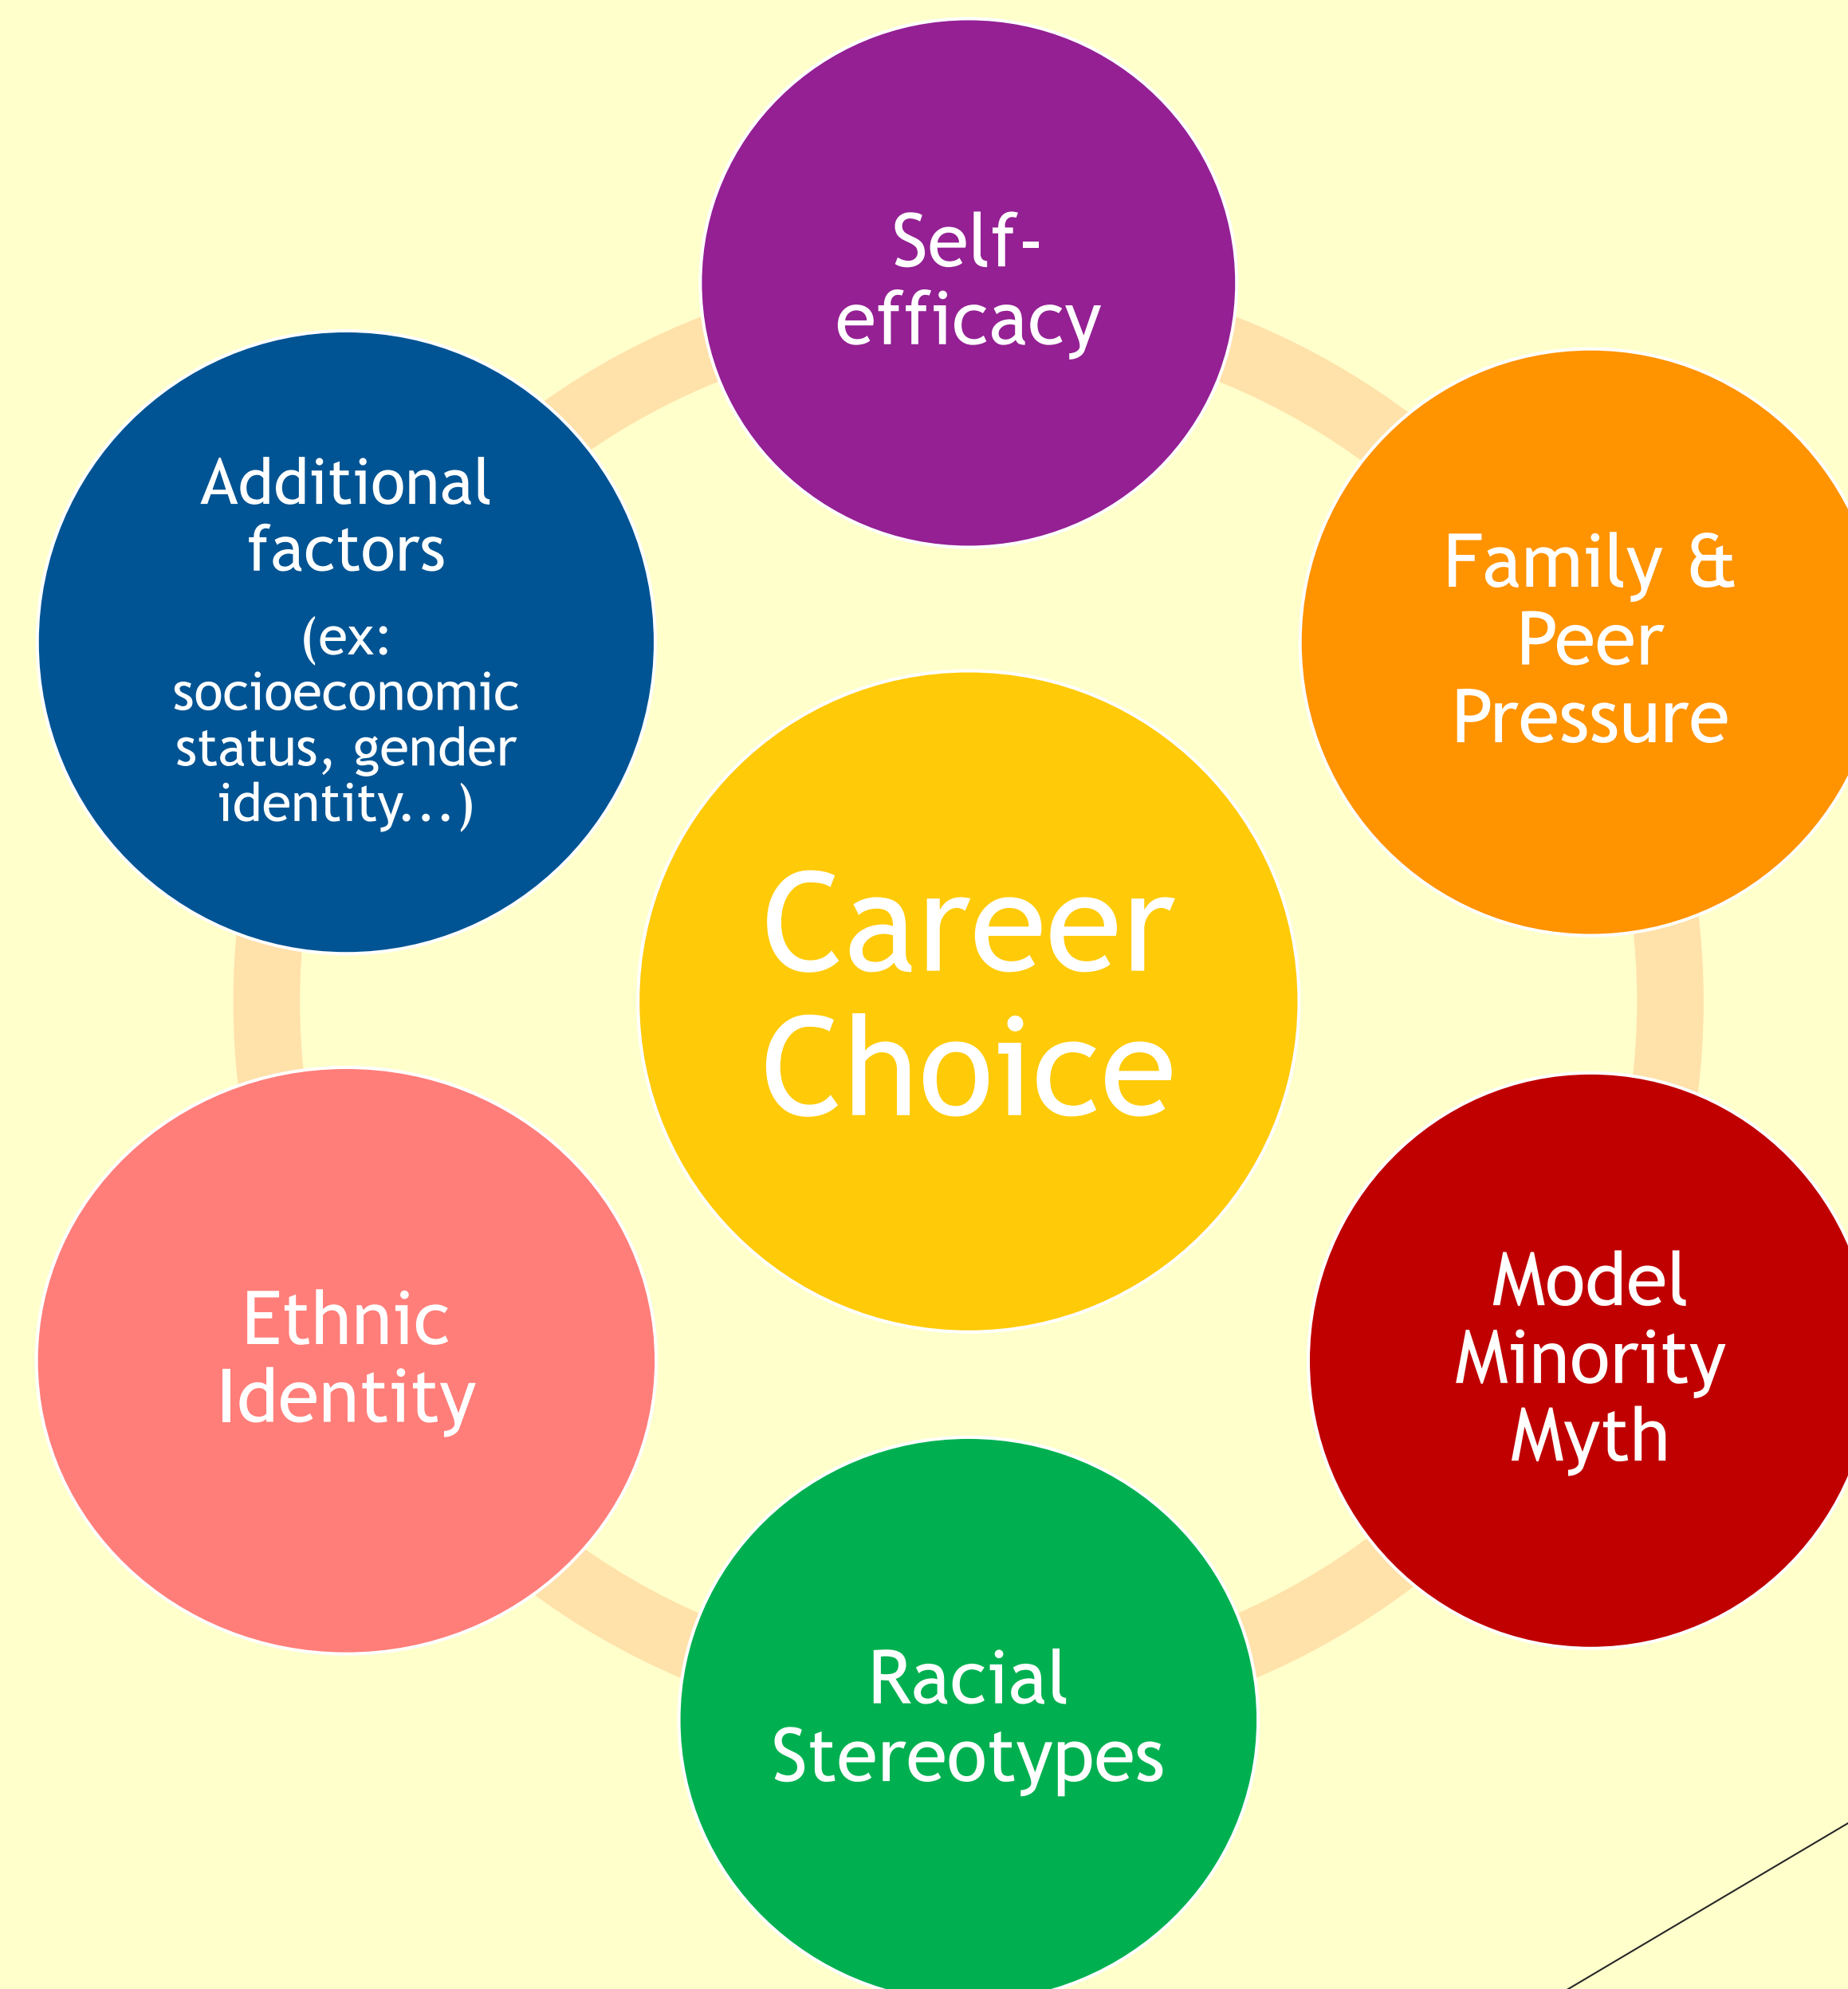 Self-
efficacy
Family &
Peer
Pressure
Model
Minority
Myth
Racial
Stereotypes
Ethnic
Identity
Additional
factors
(ex:
socioeconomic
status, gender
identity...)
Career
Choice